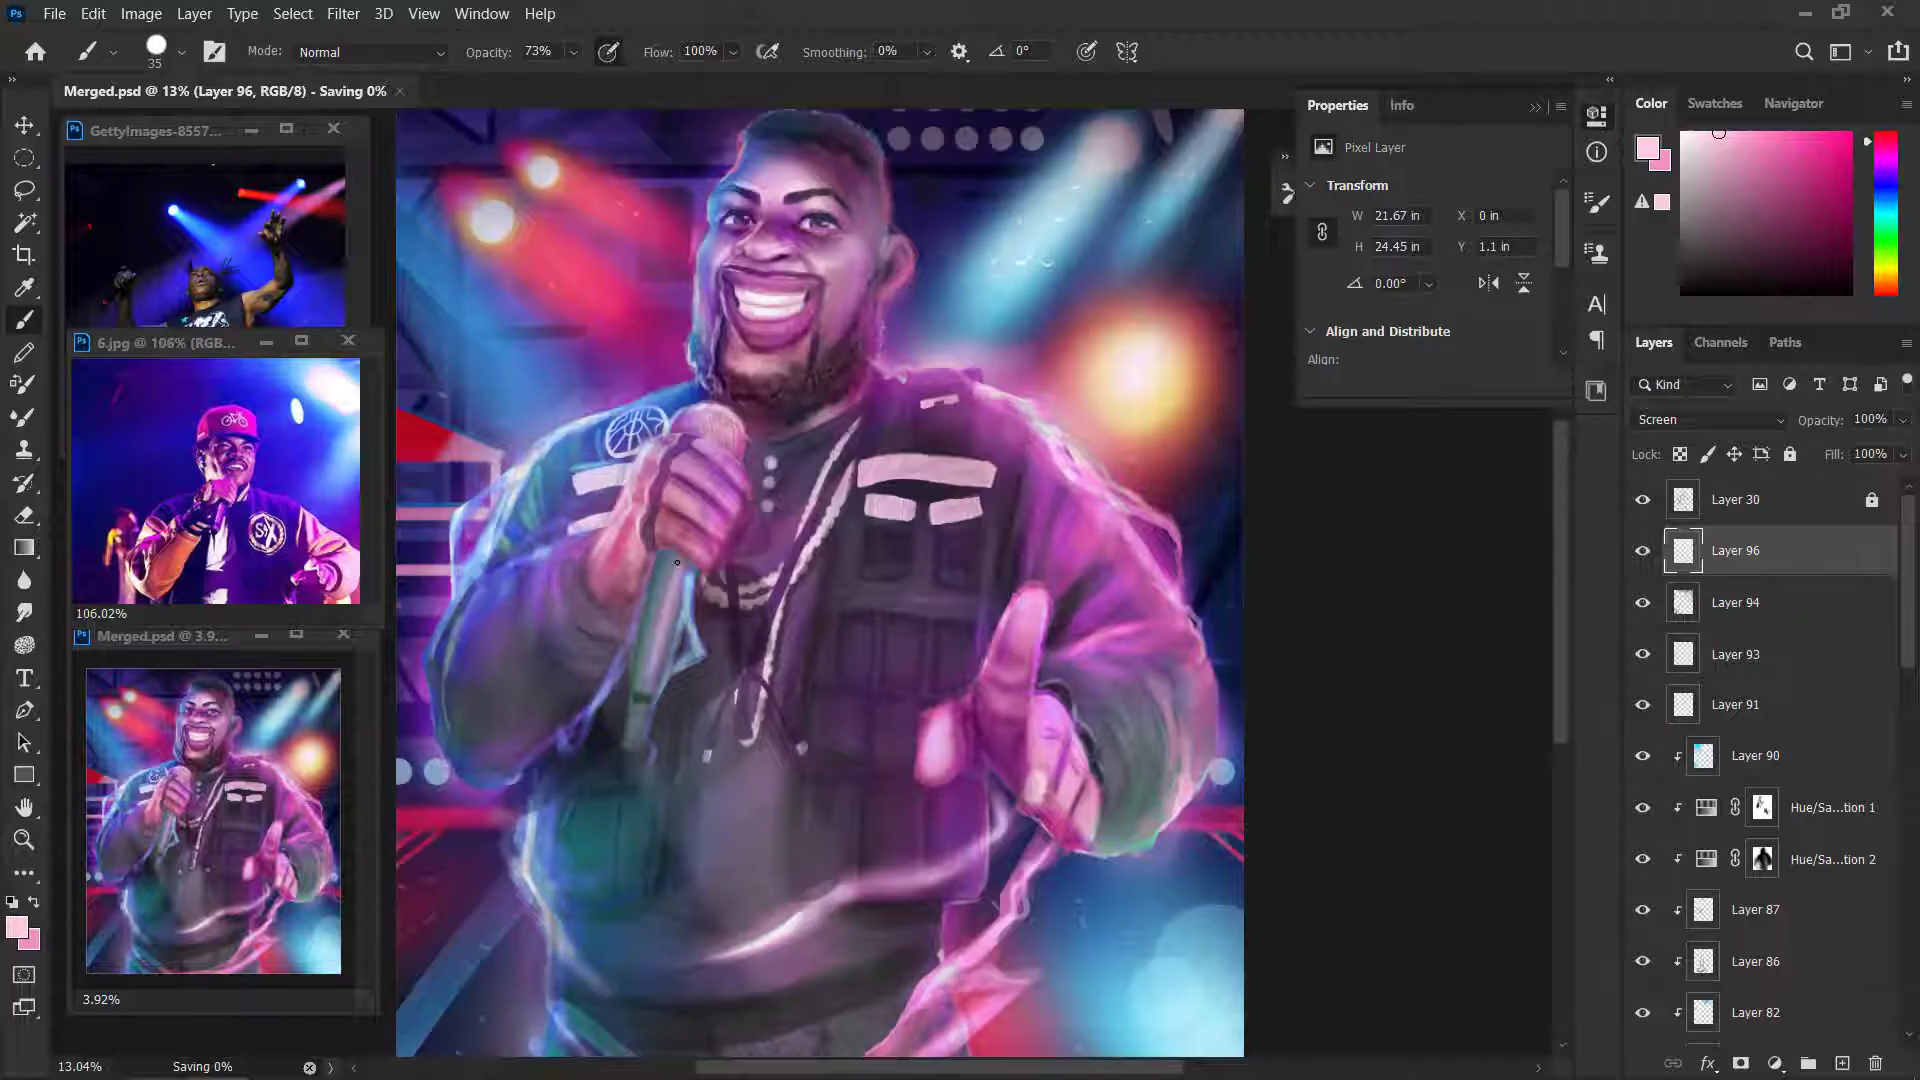 Ps File Edit Image Layer Type Select Filter 3D View Window Help
35 Mode: Normal Opacity: 73% Flow: 100% Smoothing: 0% 0°
Merged.psd @ 13% (Layer 96, RGB/8) - Saving 0%
Ps GettyImages-8557...
Ps 6.jpg @ 106% (RGB...
106.02%
Ps Merged.psd @ 3.9...
3.92%
13.04% Saving 0%
Properties Info
Pixel Layer
Transform
W 21.67 in X 0 in
H 24.45 in Y 1.1 in
0.00°
Align and Distribute
Align:
Color Swatches Navigator
Layers Channels Paths
Kind
Screen Opacity: 100%
Lock: Fill: 100%
Layer 30
Layer 96
Layer 94
Layer 93
Layer 91
Layer 90
Hue/Sa...tion 1
Hue/Sa...tion 2
Layer 87
Layer 86
Layer 82
fx